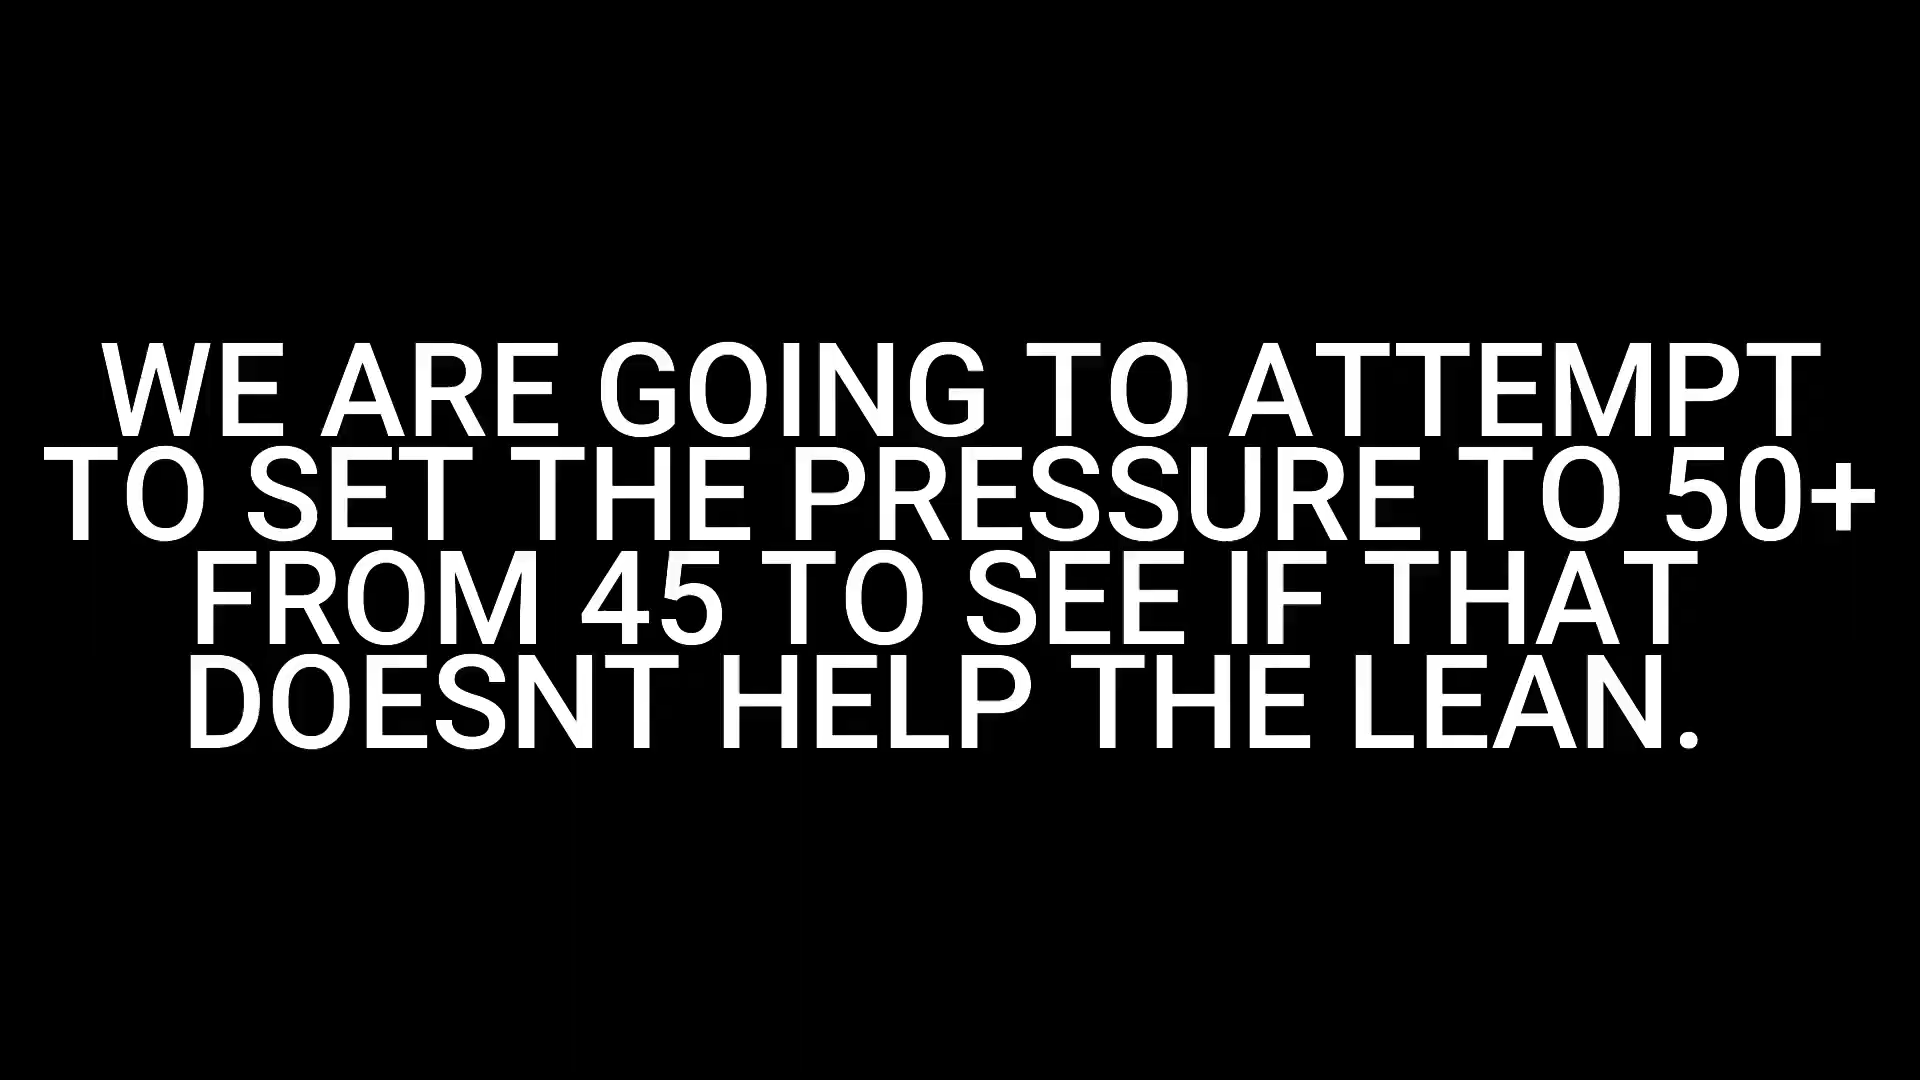 WE ARE GOING TO ATTEMPT
TO SET THE PRESSURE TO 50+
FROM 45 TO SEE IF THAT
DOESNT HELP THE LEAN.